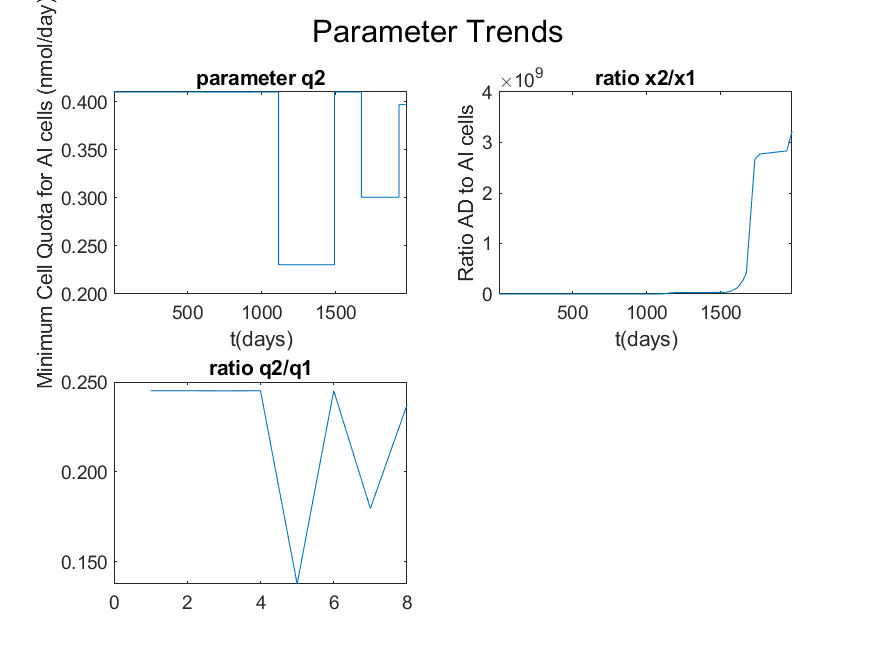 Parameter Trends
parameter q2
Minimum Cell Quota for AI cells (nmol/day)
0.400
0.350
0.300
0.250
0.200
500 1000 1500
t(days)
ratio x2/x1
×10^9
Ratio AD to AI cells
4
3
2
1
0
500 1000 1500
t(days)
ratio q2/q1
0.250
0.200
0.150
0 2 4 6 8